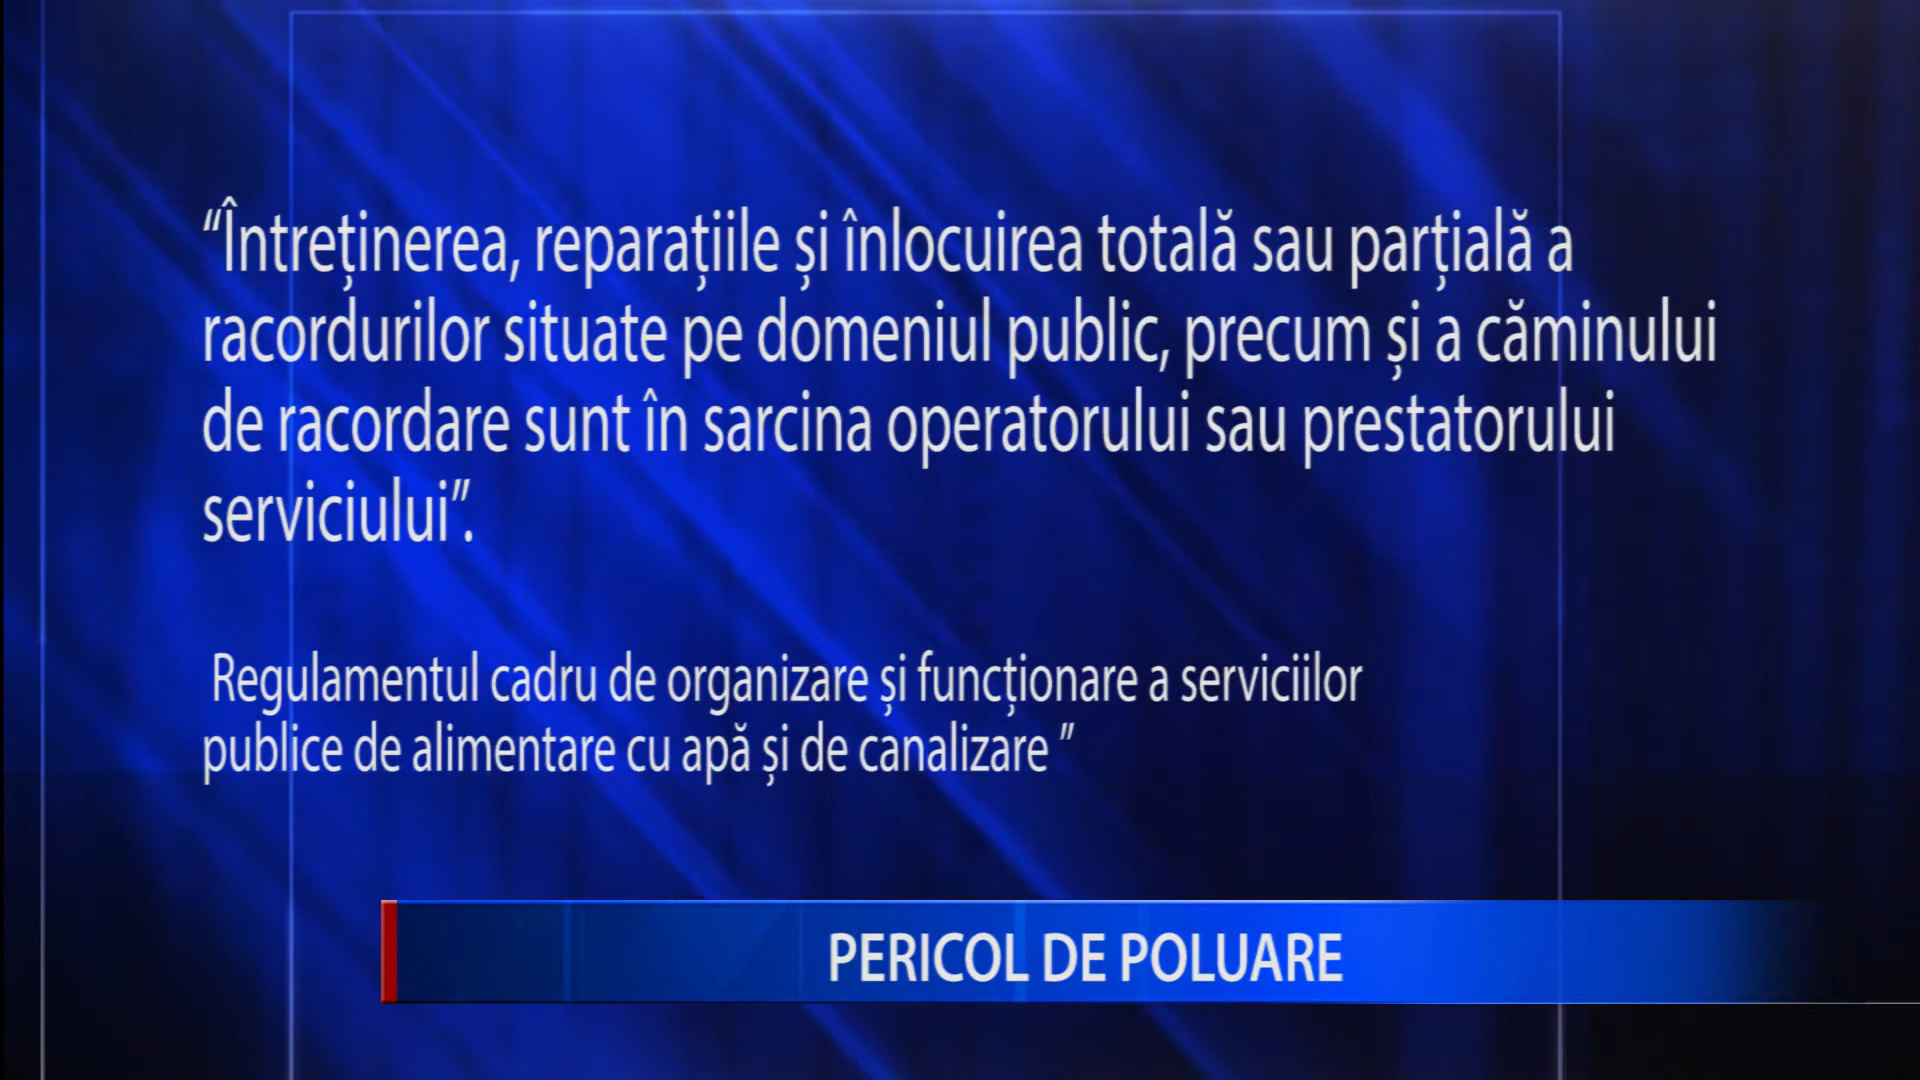 “Întreținerea, reparațiile și înlocuirea totală sau parțială a
racordurilor situate pe domeniul public, precum și a căminului
de racordare sunt în sarcina operatorului sau prestatorului
serviciului”.
Regulamentul cadru de organizare și funcționare a serviciilor
publice de alimentare cu apă și de canalizare ”
PERICOL DE POLUARE